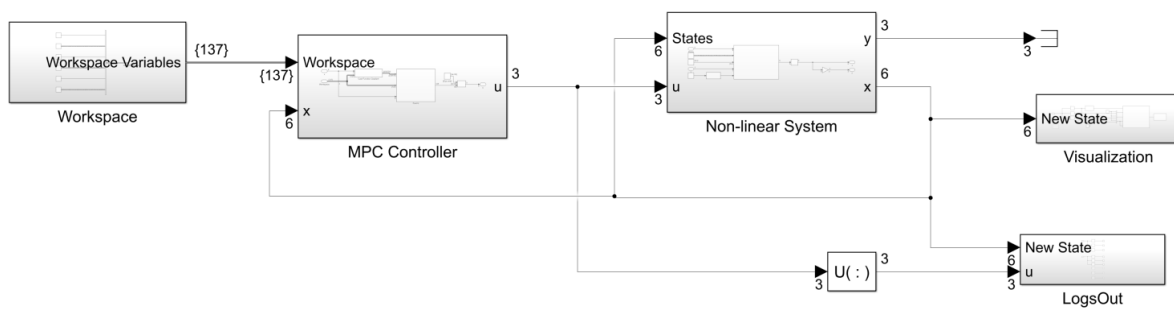 Workspace Variables
{137}
Workspace
Workspace
{137}
x
6
u
3
MPC Controller
States
6
u
3
y
3
x
6
Non-linear System
3
New State
6
Visualization
3
U( : )
3
New State
6
u
3
LogsOut